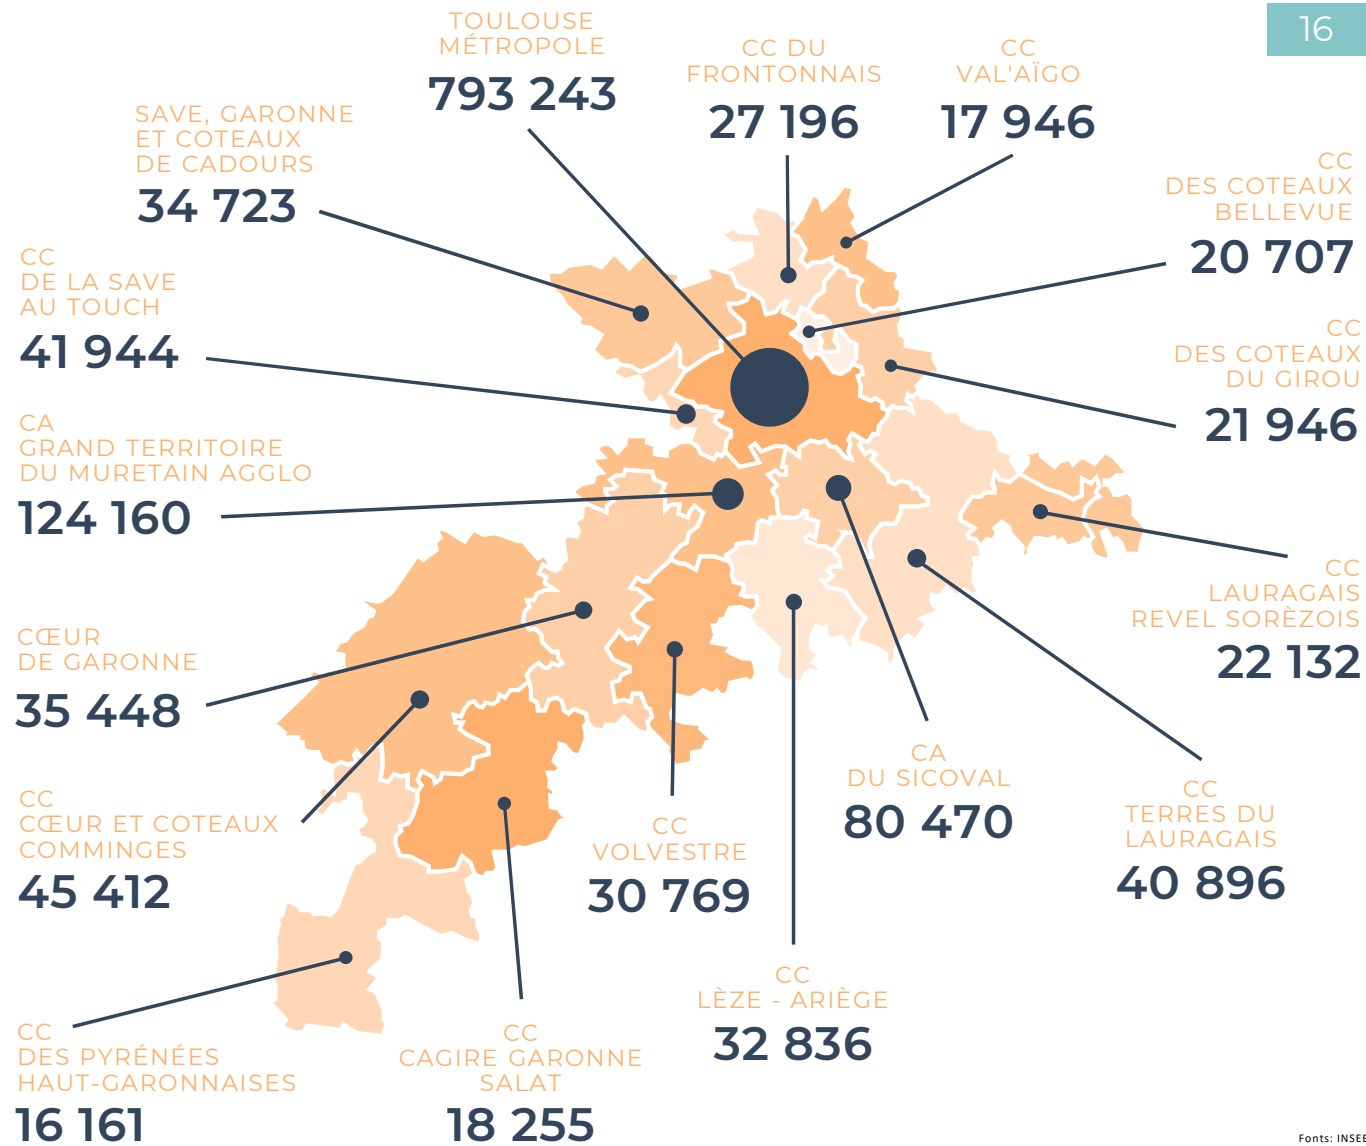 16
TOULOUSE
MÉTROPOLE
793 243
CC DU
FRONTONNAIS
27 196
CC
VAL'AÏGO
17 946
SAVE, GARONNE
ET COTEAUX
DE CADOURS
34 723
CC
DES COTEAUX
BELLEVUE
20 707
CC
DE LA SAVE
AU TOUCH
41 944
CC
DES COTEAUX
DU GIROU
21 946
CA
GRAND TERRITOIRE
DU MURETAIN AGGLO
124 160
CC
LAURAGAIS
REVEL SORÈZOIS
22 132
CŒUR
DE GARONNE
35 448
CA
DU SICOVAL
80 470
CC
TERRES DU
LAURAGAIS
40 896
CC
CŒUR ET COTEAUX
COMMINGES
45 412
CC
VOLVESTRE
30 769
CC
LÈZE - ARIÈGE
32 836
CC
DES PYRÉNÉES
HAUT-GARONNAISES
16 161
CC
CAGIRE GARONNE
SALAT
18 255
Fonts: INSEE